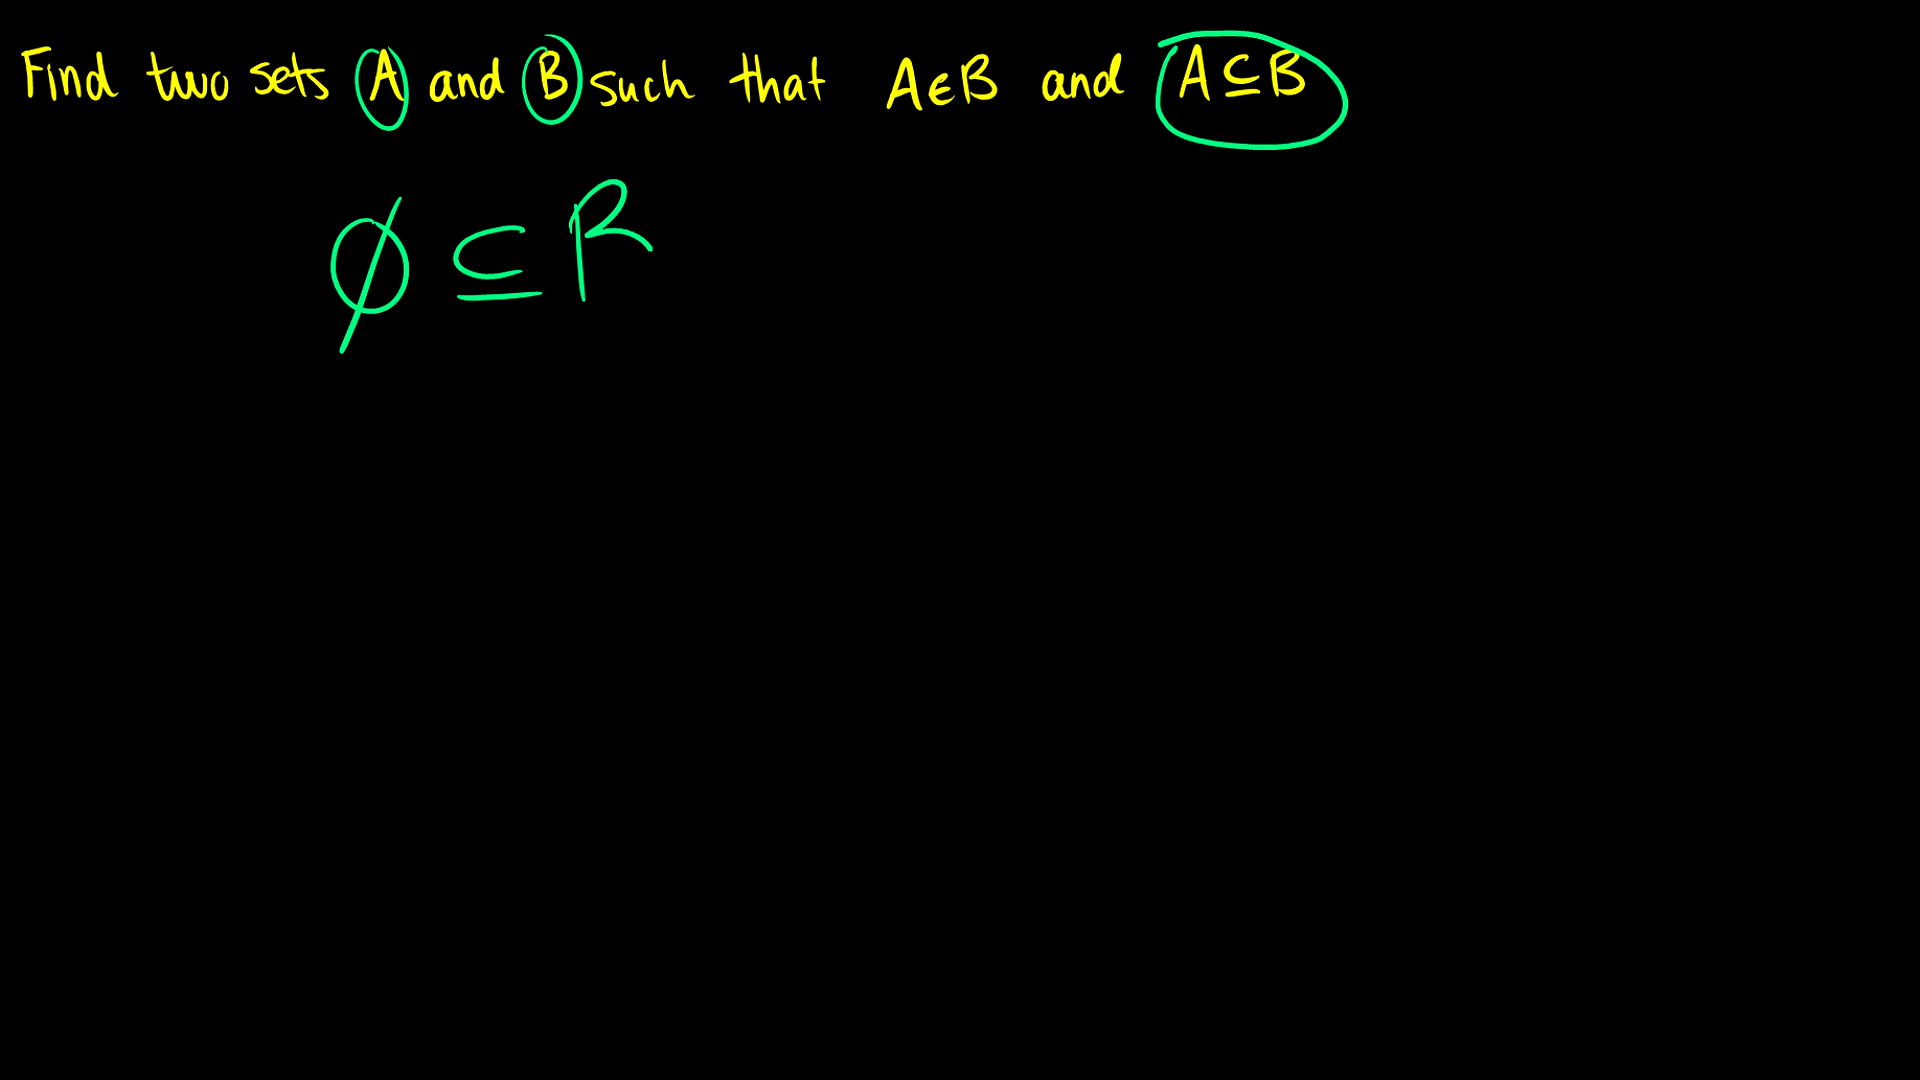 Find two sets A and B such that A∈B and A⊆B
∅ ⊆ R